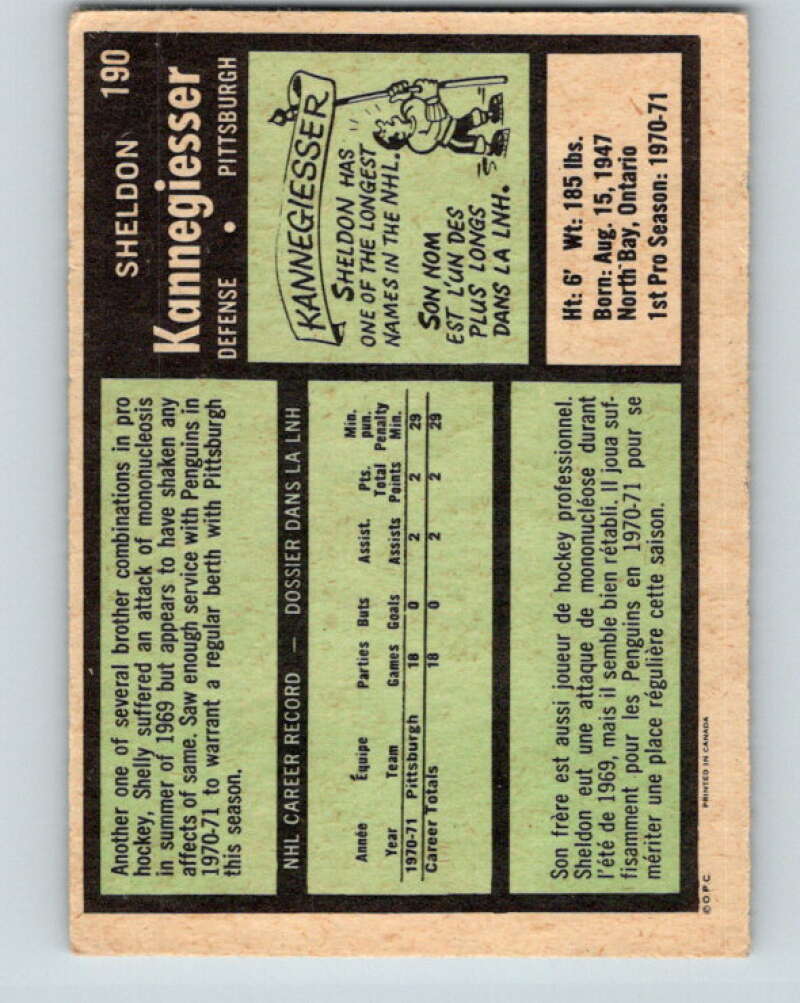 SHELDON 190
Kannegiesser
DEFENSE • PITTSBURGH
Another one of several brother combinations in pro
hockey, Shelly suffered an attack of mononucleosis
in summer of 1969 but appears to have shaken any
affects of same. Saw enough service with Penguins in
1970-71 to warrant a regular berth with Pittsburgh
this season.
KANNEGIESSER
SHELDON HAS
ONE OF THE LONGEST
NAMES IN THE NHL.
SON NOM
EST L'UN DES
PLUS LONGS
DANS LA LNH.
NHL CAREER RECORD — DOSSIER DANS LA LNH
Année Équipe Parties Buts Assist. Pts. Min. pun.
Year Team Games Goals Assists Total Points Penalty Min.
1970-71 Pittsburgh 18 0 2 2 29
Career Totals 18 0 2 2 29
Ht: 6' Wt: 185 lbs.
Born: Aug. 15, 1947
North Bay, Ontario
1st Pro Season: 1970-71
Son frère est aussi joueur de hockey professionnel.
Sheldon eut une attaque de mononucléose durant
l'été de 1969, mais il semble bien rétabli. Il joua suf-
fisamment pour les Penguins en 1970-71 pour se
mériter une place régulière cette saison.
© O.P.C. PRINTED IN CANADA